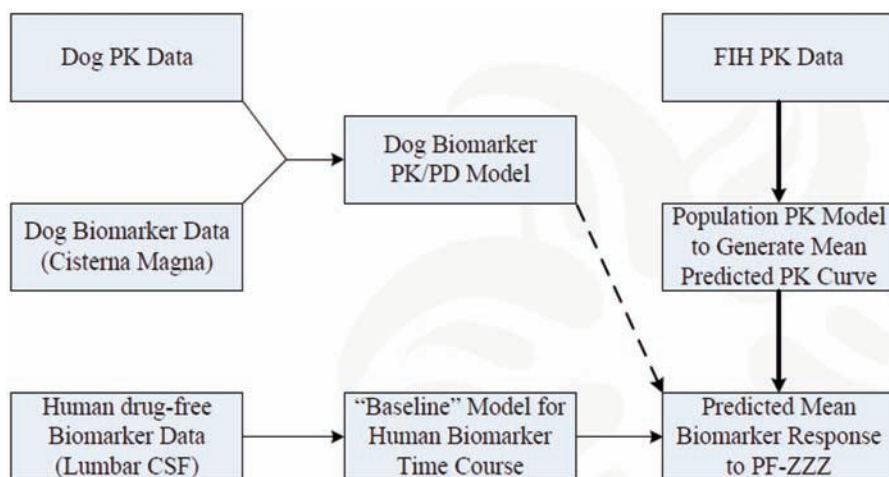 Dog PK Data
FIH PK Data
Dog Biomarker
PK/PD Model
Dog Biomarker Data
(Cisterna Magna)
Population PK Model
to Generate Mean
Predicted PK Curve
Human drug-free
Biomarker Data
(Lumbar CSF)
“Baseline” Model for
Human Biomarker
Time Course
Predicted Mean
Biomarker Response
to PF-ZZZ